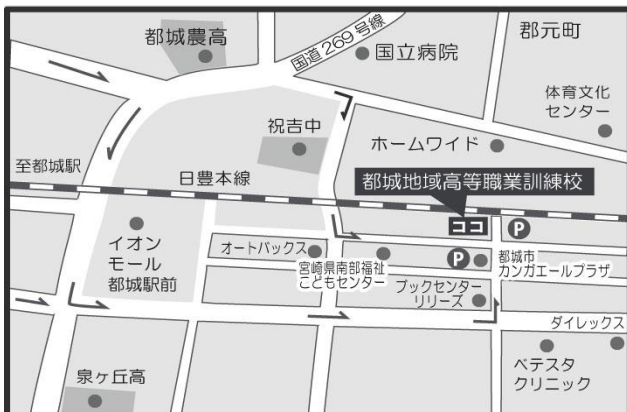 都城農高
国道269号線
国立病院
郡元町
体育文化
センター
祝吉中
ホームワイド
至都城駅
日豊本線
都城地域高等職業訓練校
ココ
P
イオン
モール
都城駅前
オートバックス
宮崎県南部福祉
こどもセンター
P
都城市
カンガエールプラザ
ブックセンター
リリーズ
ダイレックス
ベテスタ
クリニック
泉ヶ丘高